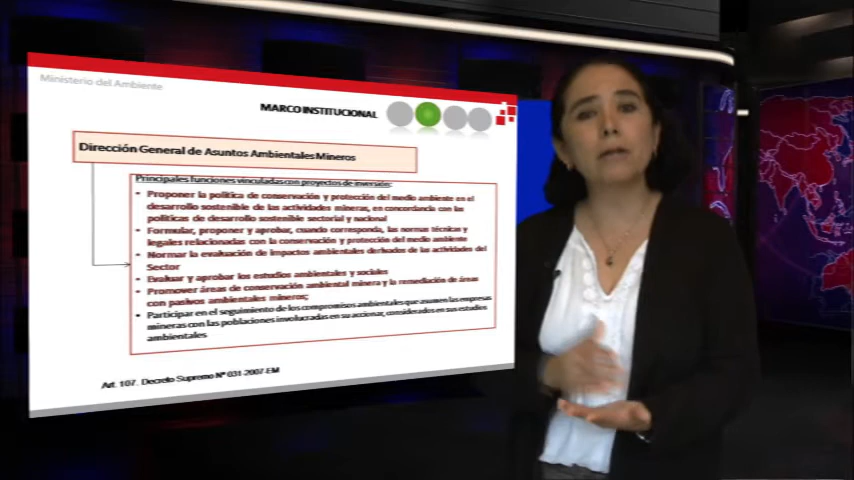 Ministerio del Ambiente
MARCO INSTITUCIONAL
Dirección General de Asuntos Ambientales Mineros
Principales funciones vinculadas con proyectos de inversión:
• Proponer la política de conservación y protección del medio ambiente en el
desarrollo sostenible de las actividades mineras, en concordancia con las
políticas de desarrollo sostenible sectorial y nacional
• Formular, proponer y aprobar, cuando corresponda, las normas técnicas y
legales relacionadas con la conservación y protección del medio ambiente
• Normar la evaluación de impactos ambientales derivados de las actividades del
Sector
• Evaluar y aprobar los estudios ambientales y sociales
• Promover áreas de conservación ambiental minera y la remediación de áreas
con pasivos ambientales mineros;
• Participar en el seguimiento de los compromisos ambientales que asumen las empresas
mineras con las poblaciones involucradas en su accionar, considerados en sus estudios
ambientales
Art. 107. Decreto Supremo Nº 031-2007-EM